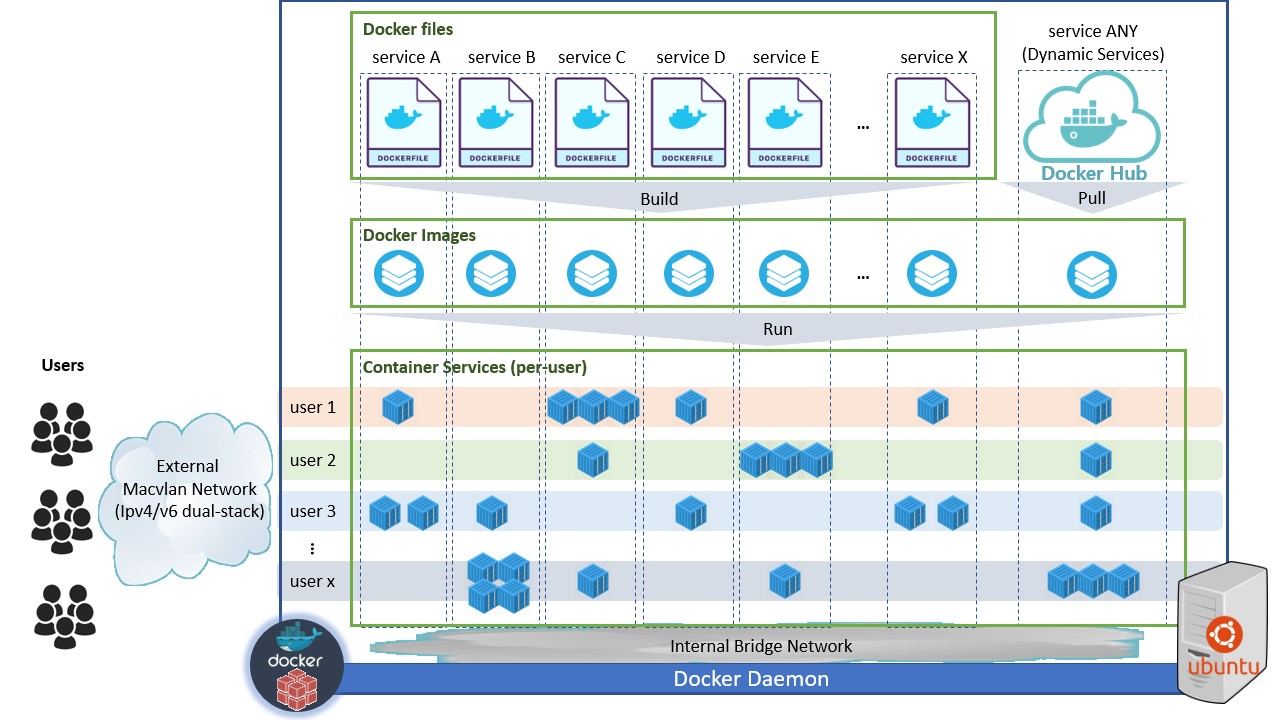 Docker files
service A
service B
service C
service D
service E
service X
service ANY
(Dynamic Services)
DOCKERFILE
DOCKERFILE
DOCKERFILE
DOCKERFILE
DOCKERFILE
...
DOCKERFILE
Docker Hub
Build
Pull
Docker Images
...
Run
Users
Container Services (per-user)
user 1
user 2
user 3
⋮
user x
External
Macvlan Network
(Ipv4/v6 dual-stack)
Internal Bridge Network
docker
Docker Daemon
ubuntu